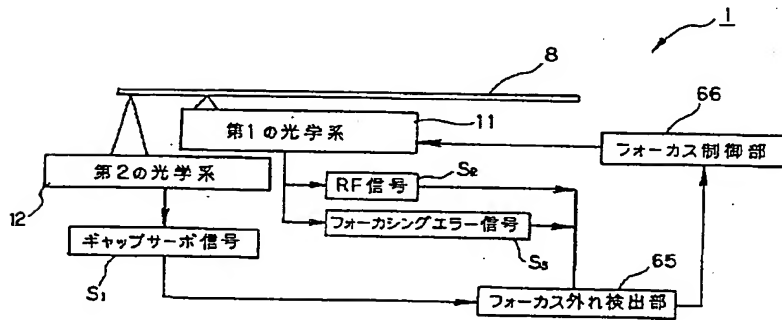 1
8
11
66
第1の光学系
フォーカス制御部
第2の光学系
RF信号
S2
12
フォーカシングエラー信号
ギャップサーボ信号
S3
65
S1
フォーカス外れ検出部